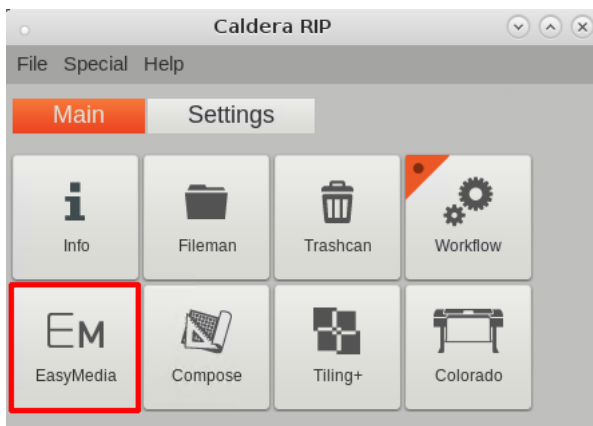 Caldera RIP
File Special Help
Main Settings
i
Info Fileman Trashcan Workflow
EM
EasyMedia Compose Tiling+ Colorado